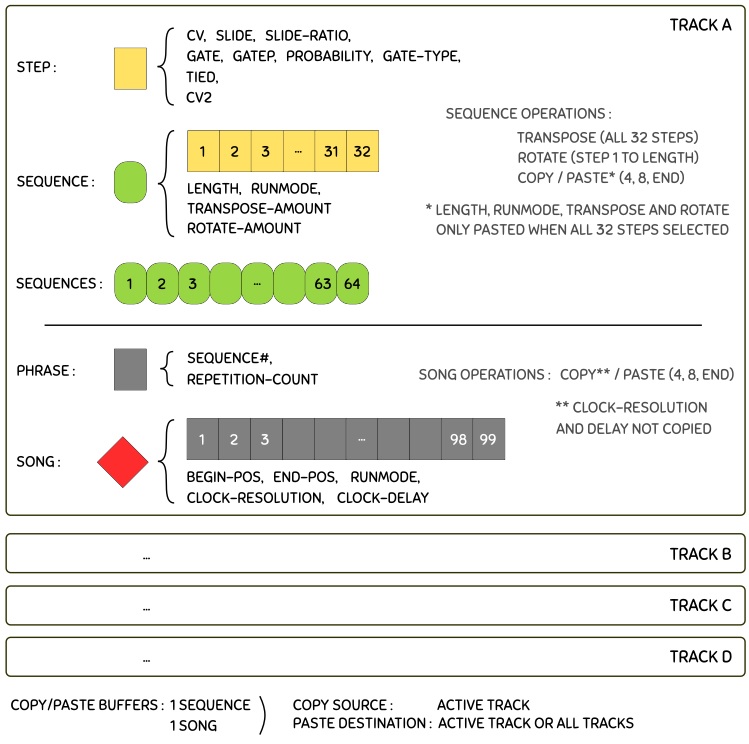 TRACK A
STEP :
CV, SLIDE, SLIDE-RATIO,
GATE, GATEP, PROBABILITY, GATE-TYPE,
TIED,
CV2
SEQUENCE OPERATIONS :
TRANSPOSE (ALL 32 STEPS)
ROTATE (STEP 1 TO LENGTH)
COPY / PASTE* (4, 8, END)
* LENGTH, RUNMODE, TRANSPOSE AND ROTATE
ONLY PASTED WHEN ALL 32 STEPS SELECTED
SEQUENCE :
1 2 3 ... 31 32
LENGTH, RUNMODE,
TRANSPOSE-AMOUNT
ROTATE-AMOUNT
SEQUENCES :
1 2 3 ... 63 64
PHRASE :
SEQUENCE#,
REPETITION-COUNT
SONG OPERATIONS : COPY** / PASTE (4, 8, END)
** CLOCK-RESOLUTION
AND DELAY NOT COPIED
SONG :
1 2 3 ... 98 99
BEGIN-POS, END-POS, RUNMODE,
CLOCK-RESOLUTION, CLOCK-DELAY
... TRACK B
... TRACK C
... TRACK D
COPY/PASTE BUFFERS : 1 SEQUENCE
1 SONG
COPY SOURCE : ACTIVE TRACK
PASTE DESTINATION : ACTIVE TRACK OR ALL TRACKS